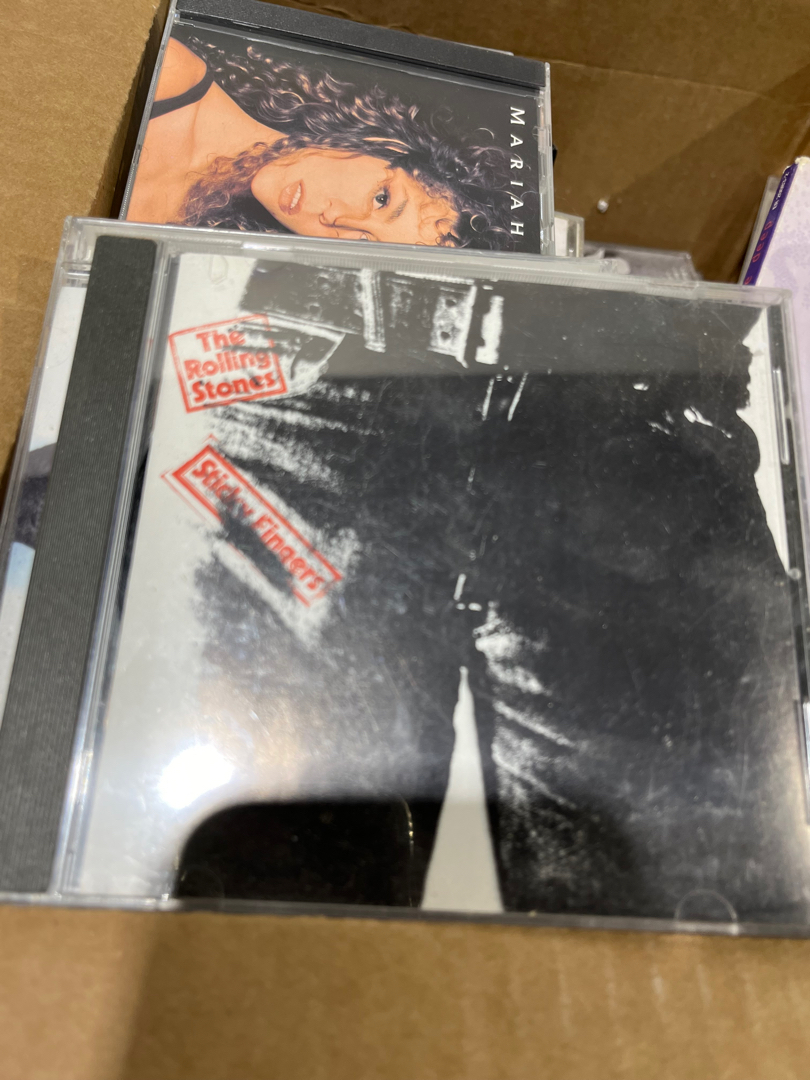 MARIAH
The
Rolling
Stones
Sticky Fingers